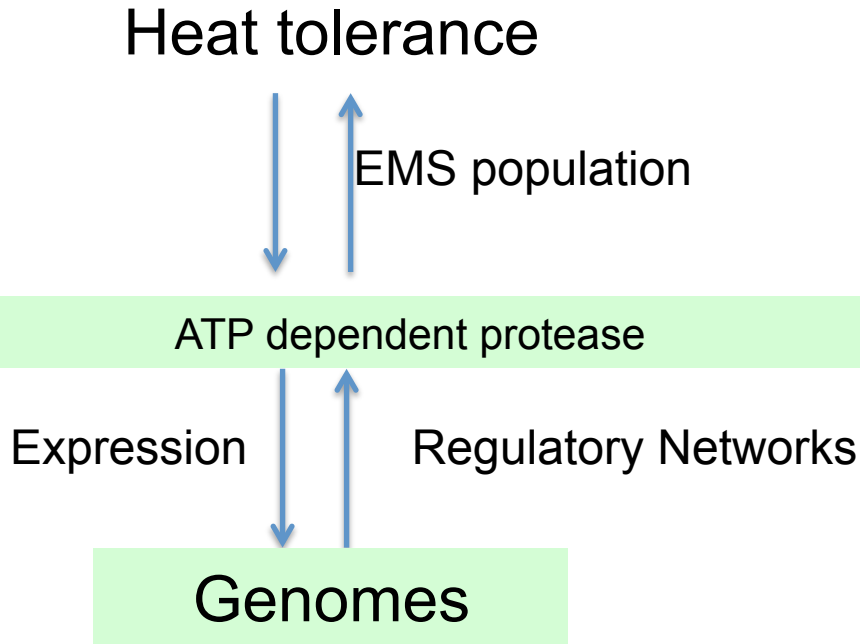 Heat tolerance
EMS population
ATP dependent protease
Expression
Regulatory Networks
Genomes